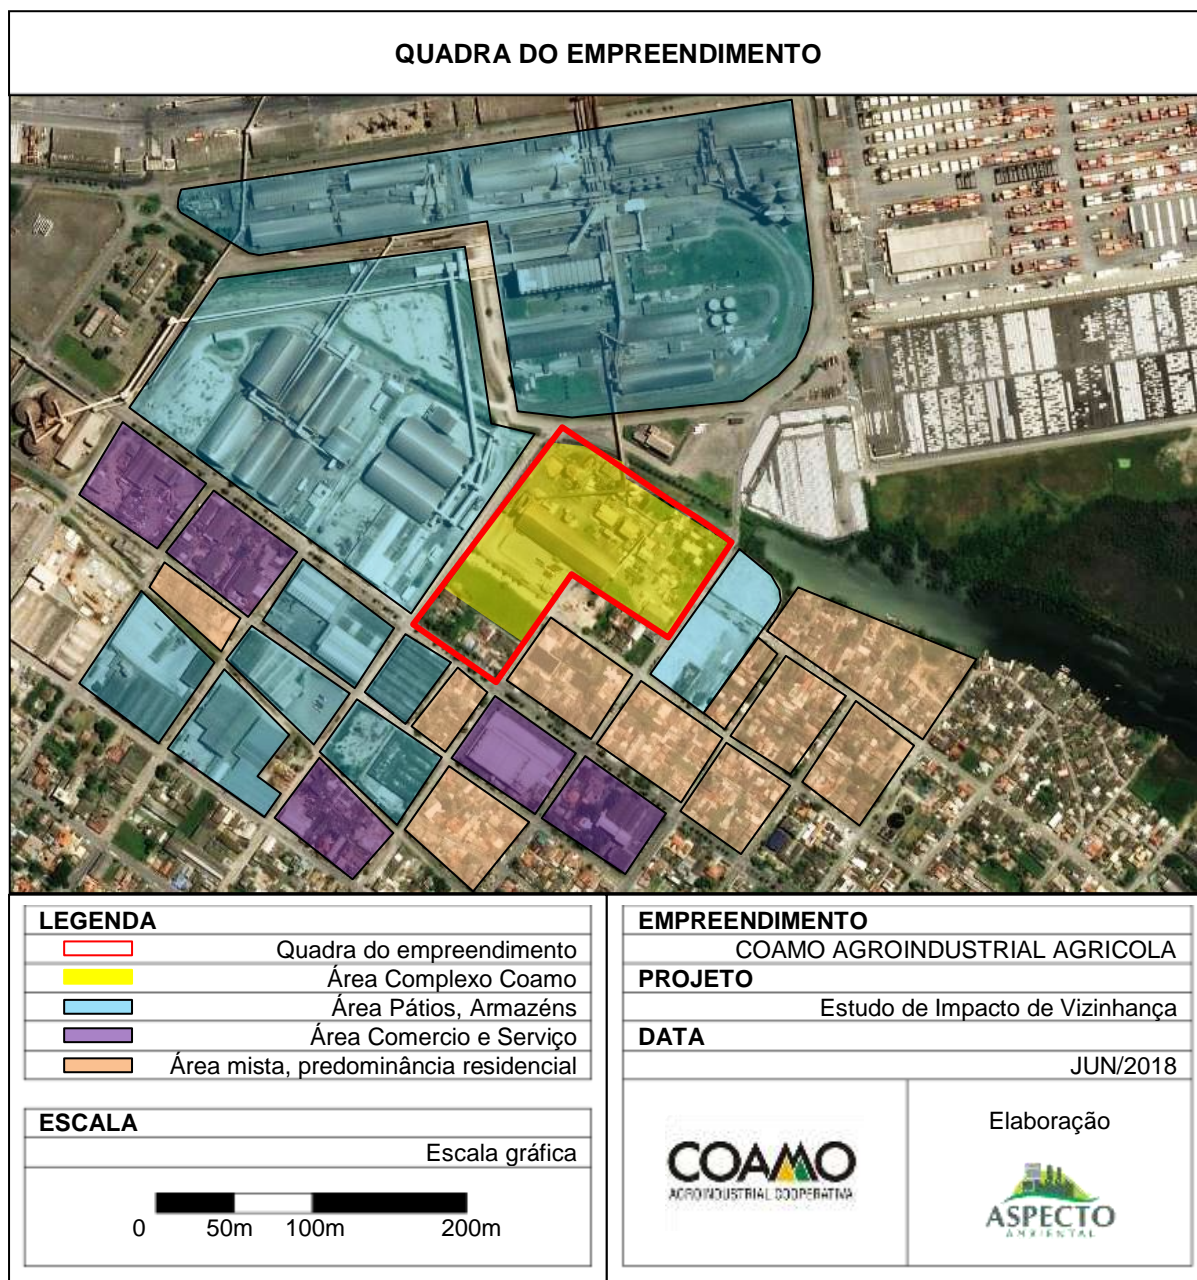 QUADRA DO EMPREENDIMENTO
LEGENDA
Quadra do empreendimento
Área Complexo Coamo
Área Pátios, Armazéns
Área Comercio e Serviço
Área mista, predominância residencial
ESCALA
Escala gráfica
0 50m 100m 200m
EMPREENDIMENTO
COAMO AGROINDUSTRIAL AGRICOLA
PROJETO
Estudo de Impacto de Vizinhança
DATA
JUN/2018
COAMO
AGROINDUSTRIAL COOPERATIVA
Elaboração
ASPECTO
AMBIENTAL